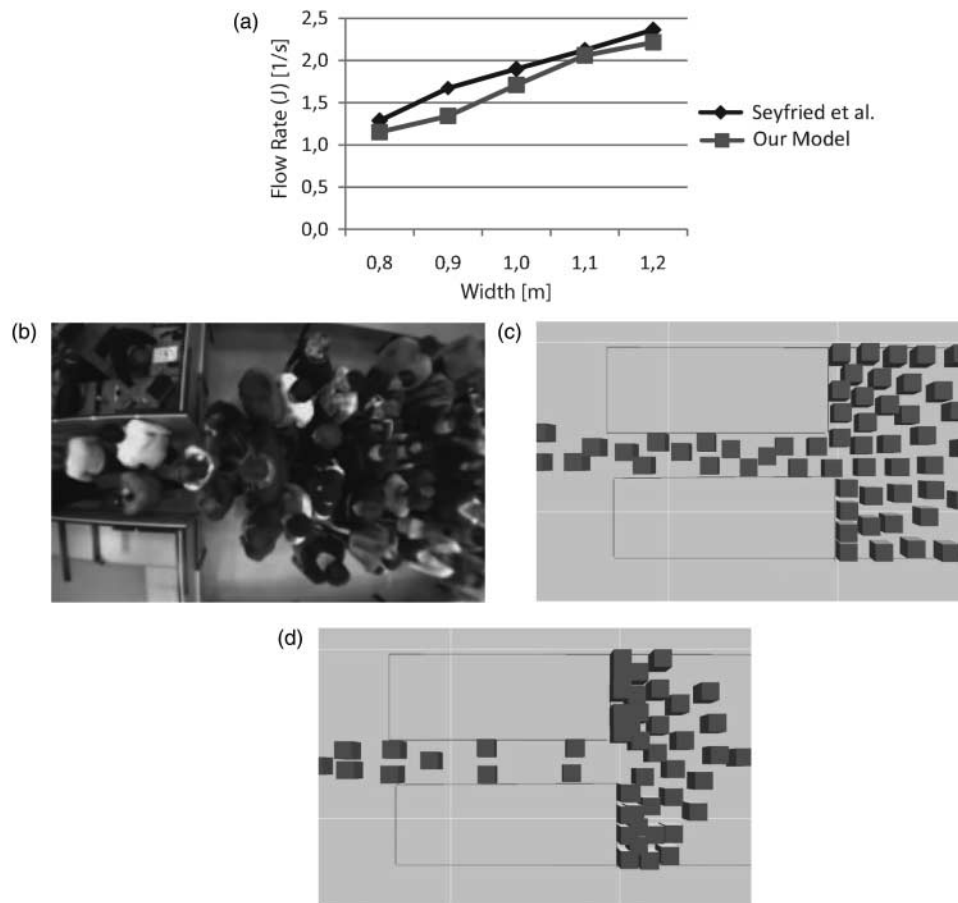 (a)
2,5
2,0
1,5
1,0
0,5
0,0
Flow Rate (J) [1/s]
0,8 0,9 1,0 1,1 1,2
Width [m]
Seyfried et al.
Our Model
(b)
(c)
(d)